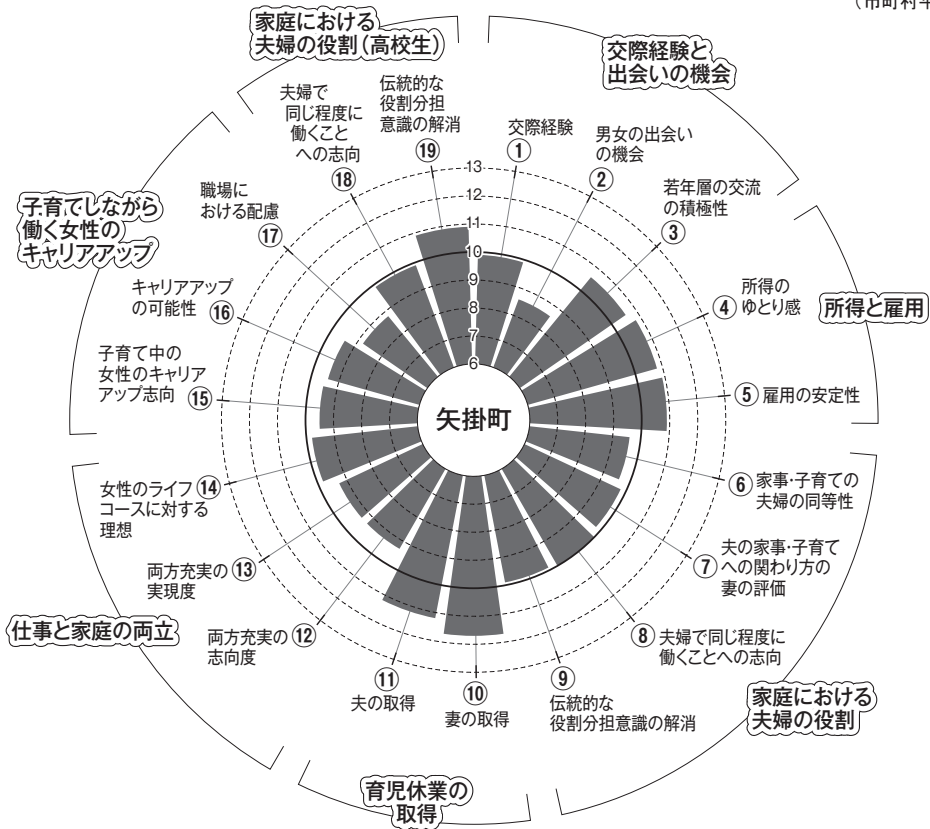 (市町村平
家庭における
夫婦の役割(高校生)
交際経験と
出会いの機会
所得と雇用
家庭における
夫婦の役割
育児休業の
取得
仕事と家庭の両立
子育てしながら
働く女性の
キャリアアップ
交際経験
①
男女の出会い
の機会
②
若年層の交流
の積極性
③
所得の
④ ゆとり感
⑤ 雇用の安定性
⑥ 家事・子育ての
夫婦の同等性
夫の家事・子育て
⑦ への関わり方の
妻の評価
⑧ 夫婦で同じ程度に
働くことへの志向
⑨
伝統的な
役割分担意識の解消
⑩
妻の取得
⑪
夫の取得
両方充実の ⑫
志向度
両方充実の ⑬
実現度
女性のライフ ⑭
コースに対する
理想
子育て中の
女性のキャリア
アップ志向 ⑮
キャリアアップ
の可能性 ⑯
職場に
おける配慮 ⑰
夫婦で
同じ程度に
働くこと
への志向
⑱
伝統的な
役割分担
意識の解消
⑲
13
12
11
10
9
8
7
6
矢掛町